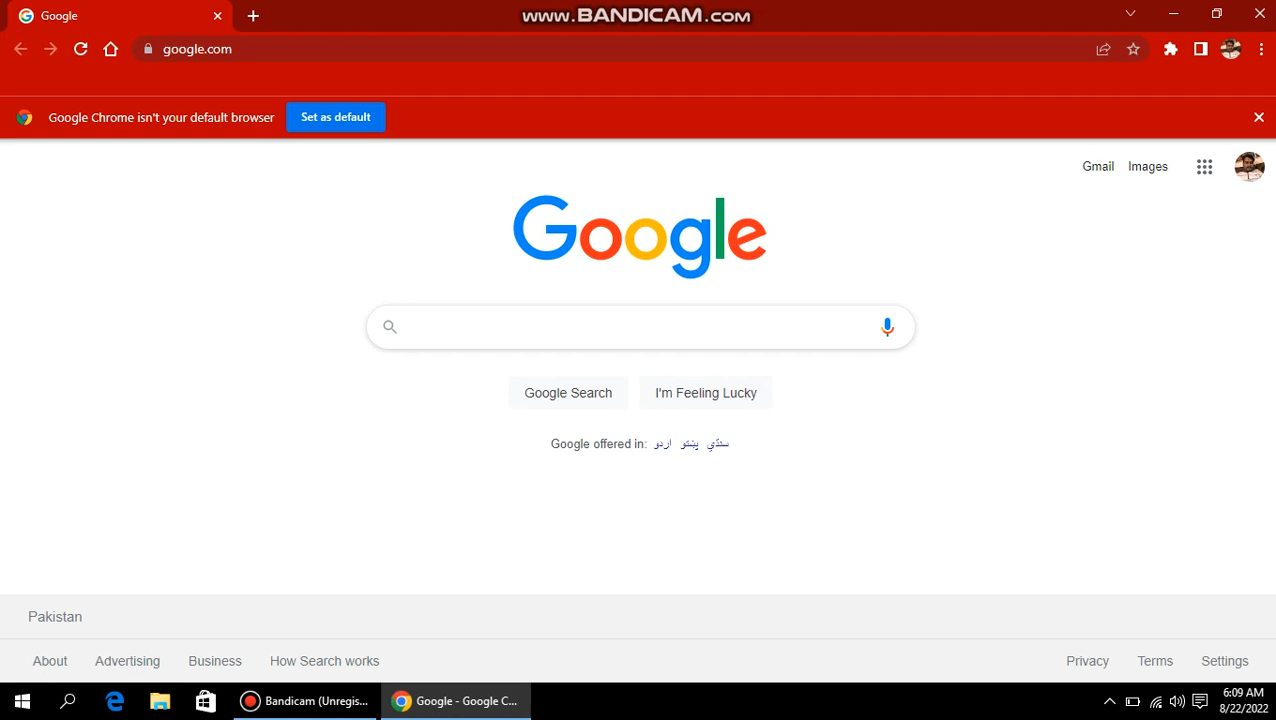 Google
www.BANDICAM.com
google.com
Google Chrome isn't your default browser
Set as default
Gmail
Images
Google
Google Search
I'm Feeling Lucky
Google offered in: اردو پښتو سنڌي
Pakistan
About
Advertising
Business
How Search works
Privacy
Terms
Settings
Bandicam (Unregis...
Google - Google C...
6:09 AM
8/22/2022